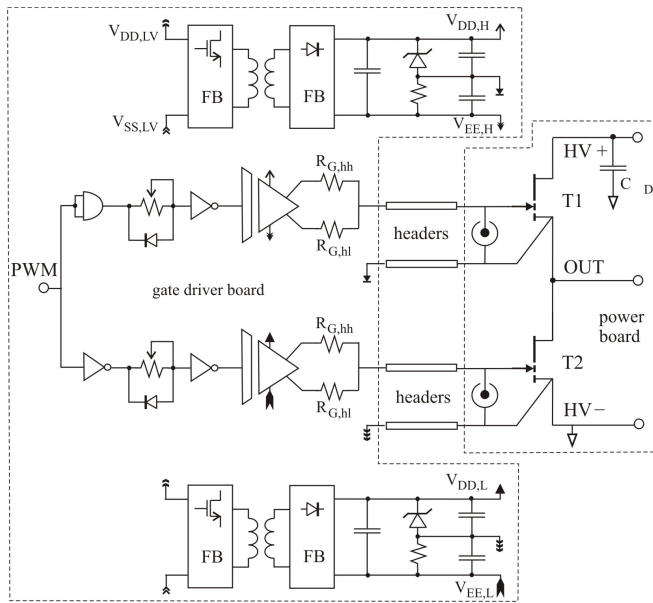 V_DD,LV
V_SS,LV
FB
FB
V_DD,H
V_EE,H
R_G,hh
R_G,hl
headers
HV +
C
D
T1
PWM
gate driver board
OUT
power
board
R_G,hh
R_G,hl
headers
T2
HV −
FB
FB
V_DD,L
V_EE,L